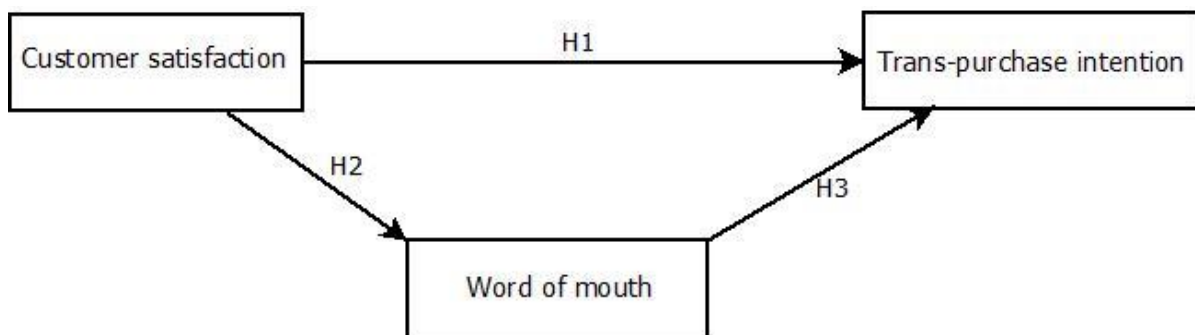 Customer satisfaction
H1
Trans-purchase intention
H2
H3
Word of mouth